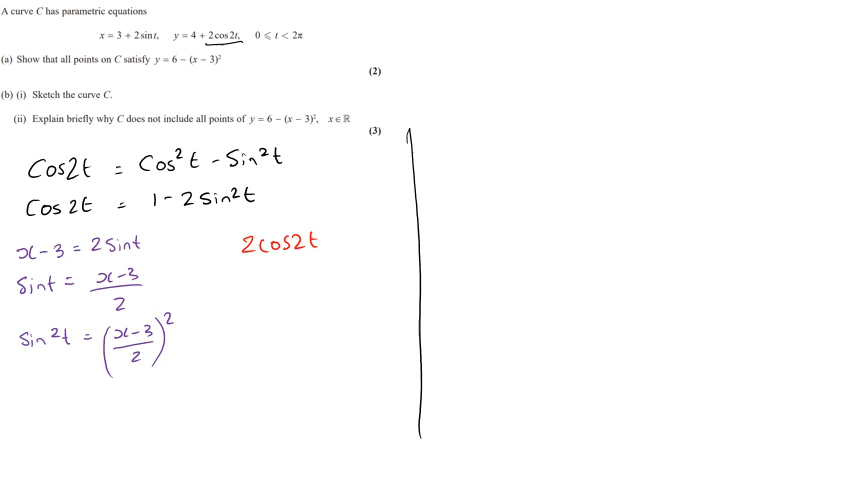 A curve C has parametric equations
x = 3 + 2 sin t, y = 4 + 2 cos 2t, 0 ⩽ t < 2π
(a) Show that all points on C satisfy y = 6 − (x − 3)²
(2)
(b) (i) Sketch the curve C.
(ii) Explain briefly why C does not include all points of y = 6 − (x − 3)², x ∈ ℝ
(3)
Cos2t = Cos²t - Sin²t
Cos2t = 1 - 2 Sin²t
x - 3 = 2 Sint
2cos2t
Sint = (x-3)/2
Sin²t = ((x-3)/2)²